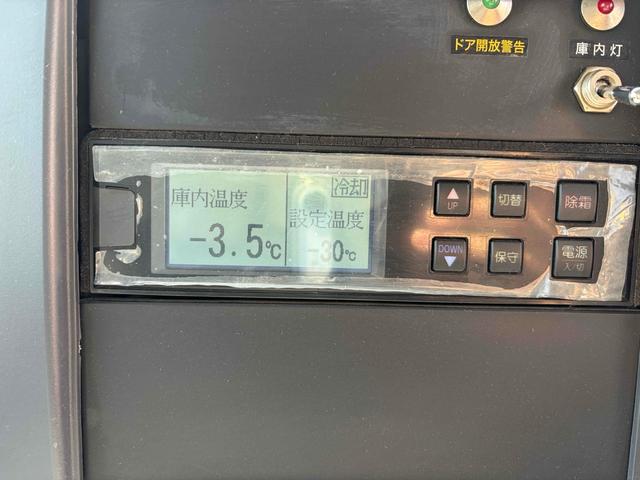 ドア開放警告
庫内灯
庫内温度
-3.5℃
冷却
設定温度
-30℃
UP
切替
除霜
DOWN
保守
電源
入/切